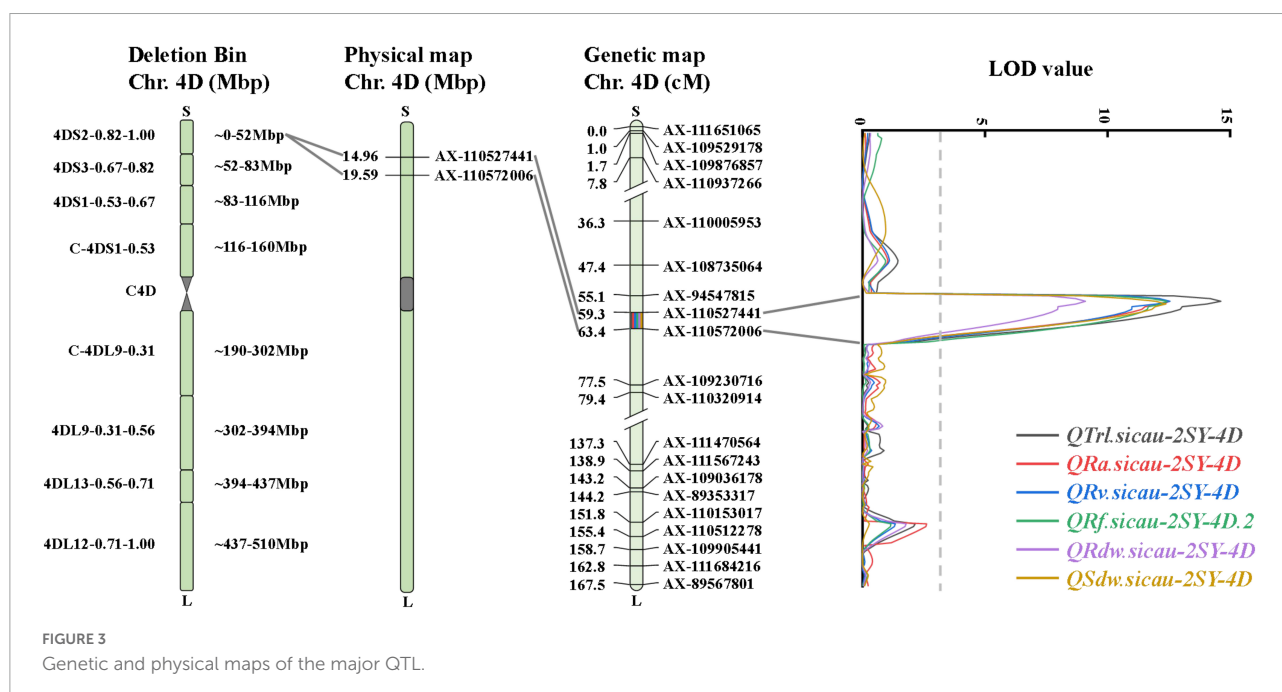 Deletion Bin
Chr. 4D (Mbp)
S
4DS2-0.82-1.00 ~0-52Mbp
4DS3-0.67-0.82 ~52-83Mbp
4DS1-0.53-0.67 ~83-116Mbp
C-4DS1-0.53 ~116-160Mbp
C4D
C-4DL9-0.31 ~190-302Mbp
4DL9-0.31-0.56 ~302-394Mbp
4DL13-0.56-0.71 ~394-437Mbp
4DL12-0.71-1.00 ~437-510Mbp
L
Physical map
Chr. 4D (Mbp)
S
14.96 AX-110527441
19.59 AX-110572006
L
Genetic map
Chr. 4D (cM)
S
0.0 AX-111651065
1.0 AX-109529178
1.7 AX-109876857
7.8 AX-110937266
36.3 AX-110005953
47.4 AX-108735064
55.1 AX-94547815
59.3 AX-110527441
63.4 AX-110572006
77.5 AX-109230716
79.4 AX-110320914
137.3 AX-111470564
138.9 AX-111567243
143.2 AX-109036178
144.2 AX-89353317
151.8 AX-110153017
155.4 AX-110512278
158.7 AX-109905441
162.8 AX-111684216
167.5 AX-89567801
L
LOD value
0 5 10 15
QTrl.sicau-2SY-4D
QRa.sicau-2SY-4D
QRv.sicau-2SY-4D
QRf.sicau-2SY-4D.2
QRdw.sicau-2SY-4D
QSdw.sicau-2SY-4D
FIGURE 3
Genetic and physical maps of the major QTL.